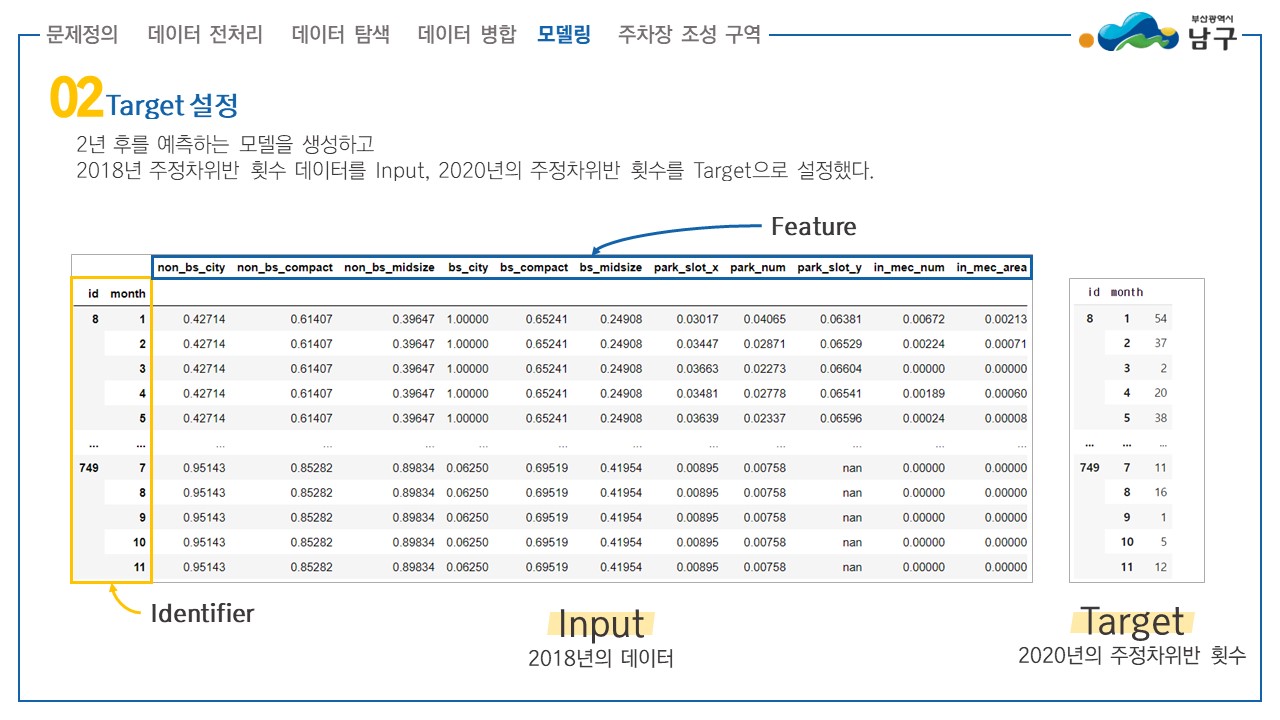 문제정의 데이터 전처리 데이터 탐색 데이터 병합 모델링 주차장 조성 구역
부산광역시
남구
02 Target 설정
2년 후를 예측하는 모델을 생성하고
2018년 주정차위반 횟수 데이터를 Input, 2020년의 주정차위반 횟수를 Target으로 설정했다.
Feature
non_bs_city non_bs_compact non_bs_midsize bs_city bs_compact bs_midsize park_slot_x park_num park_slot_y in_mec_num in_mec_area
id month
8 1 0.42714 0.61407 0.39647 1.00000 0.65241 0.24908 0.03017 0.04065 0.06381 0.00672 0.00213
2 0.42714 0.61407 0.39647 1.00000 0.65241 0.24908 0.03447 0.02871 0.06529 0.00224 0.00071
3 0.42714 0.61407 0.39647 1.00000 0.65241 0.24908 0.03663 0.02273 0.06604 0.00000 0.00000
4 0.42714 0.61407 0.39647 1.00000 0.65241 0.24908 0.03481 0.02778 0.06541 0.00189 0.00060
5 0.42714 0.61407 0.39647 1.00000 0.65241 0.24908 0.03639 0.02337 0.06596 0.00024 0.00008
... ... ... ... ... ... ... ... ... ... ... ... ...
749 7 0.95143 0.85282 0.89834 0.06250 0.69519 0.41954 0.00895 0.00758 nan 0.00000 0.00000
8 0.95143 0.85282 0.89834 0.06250 0.69519 0.41954 0.00895 0.00758 nan 0.00000 0.00000
9 0.95143 0.85282 0.89834 0.06250 0.69519 0.41954 0.00895 0.00758 nan 0.00000 0.00000
10 0.95143 0.85282 0.89834 0.06250 0.69519 0.41954 0.00895 0.00758 nan 0.00000 0.00000
11 0.95143 0.85282 0.89834 0.06250 0.69519 0.41954 0.00895 0.00758 nan 0.00000 0.00000
id month
8 1 54
2 37
3 2
4 20
5 38
... ... ...
749 7 11
8 16
9 1
10 5
11 12
Identifier
Input
2018년의 데이터
Target
2020년의 주정차위반 횟수